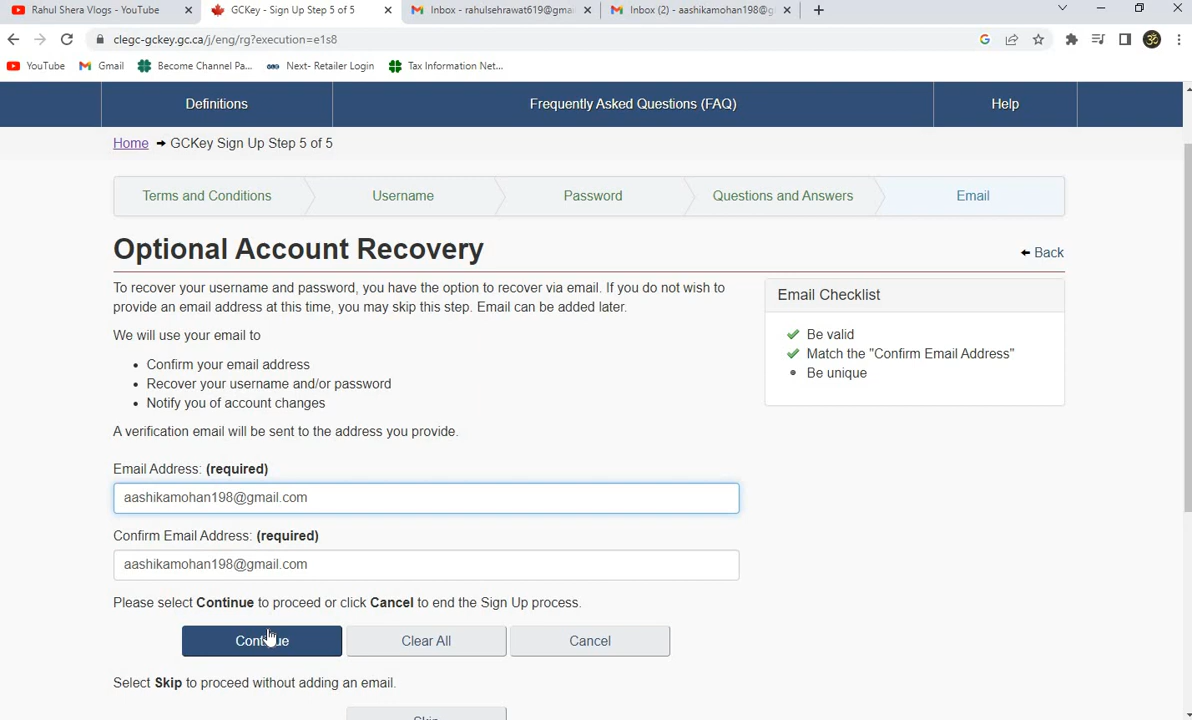 Rahul Shera Vlogs - YouTube
GCKey - Sign Up Step 5 of 5
Inbox - rahulsehrawat619@gma
Inbox (2) - aashikamohan198@g
clegc-gckey.gc.ca/j/eng/rg?execution=e1s8
YouTube
Gmail
Become Channel Pa...
Next- Retailer Login
Tax Information Net...
Definitions
Frequently Asked Questions (FAQ)
Help
Home ➞ GCKey Sign Up Step 5 of 5
Terms and Conditions
Username
Password
Questions and Answers
Email
Optional Account Recovery
Back
To recover your username and password, you have the option to recover via email. If you do not wish to
provide an email address at this time, you may skip this step. Email can be added later.
We will use your email to
• Confirm your email address
• Recover your username and/or password
• Notify you of account changes
A verification email will be sent to the address you provide.
Email Checklist
Be valid
Match the "Confirm Email Address"
• Be unique
Email Address: (required)
aashikamohan198@gmail.com
Confirm Email Address: (required)
aashikamohan198@gmail.com
Please select Continue to proceed or click Cancel to end the Sign Up process.
Continue
Clear All
Cancel
Select Skip to proceed without adding an email.
Skip